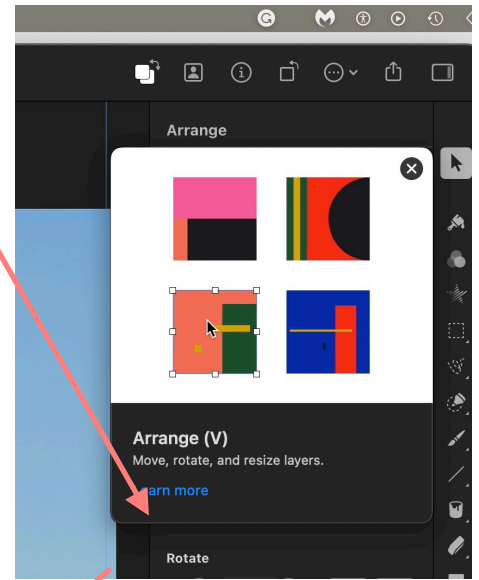 Arrange
Arrange (V)
Move, rotate, and resize layers.
Learn more
Rotate